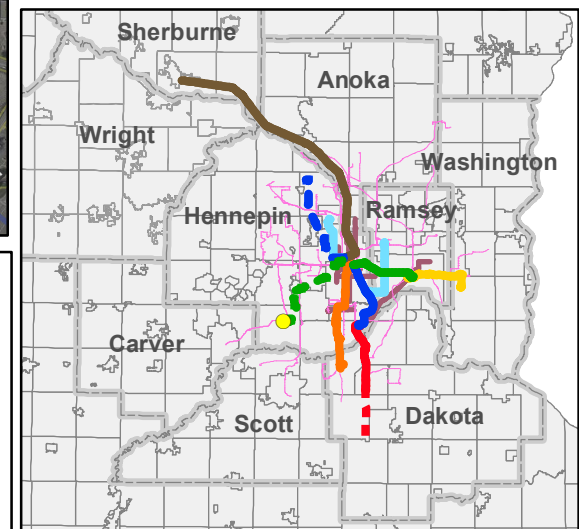 Sherburne
Anoka
Wright
Washington
Hennepin
Ramsey
Carver
Scott
Dakota